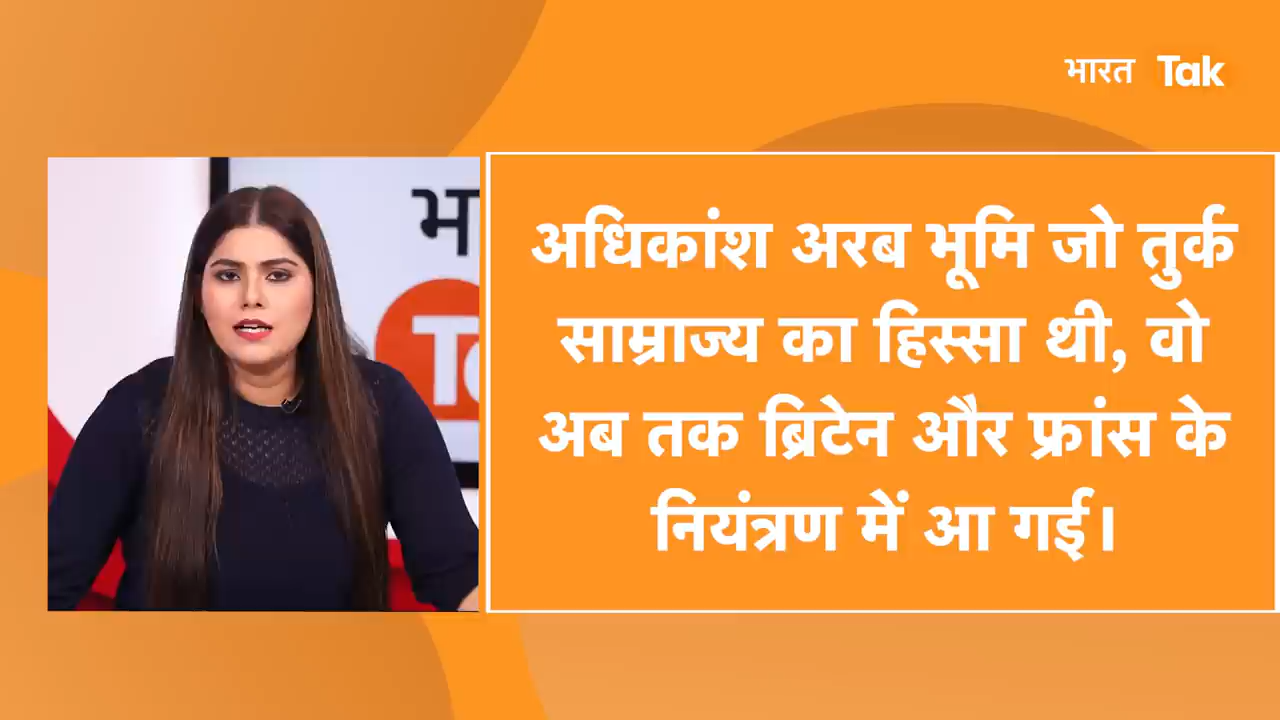 भारत Tak
अधिकांश अरब भूमि जो तुर्क
साम्राज्य का हिस्सा थी, वो
अब तक ब्रिटेन और फ्रांस के
नियंत्रण में आ गई।